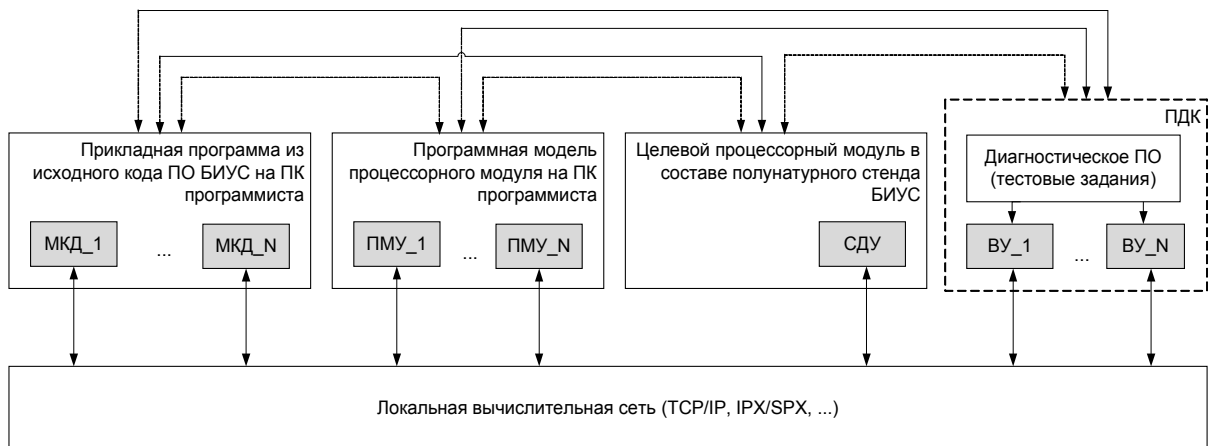 Прикладная программа из
исходного кода ПО БИУС на ПК
программиста
МКД_1
...
МКД_N
Программная модель
процессорного модуля на ПК
программиста
ПМУ_1
...
ПМУ_N
Целевой процессорный модуль в
составе полунатурного стенда
БИУС
СДУ
ПДК
Диагностическое ПО
(тестовые задания)
ВУ_1
...
ВУ_N
Локальная вычислительная сеть (TCP/IP, IPX/SPX, ...)